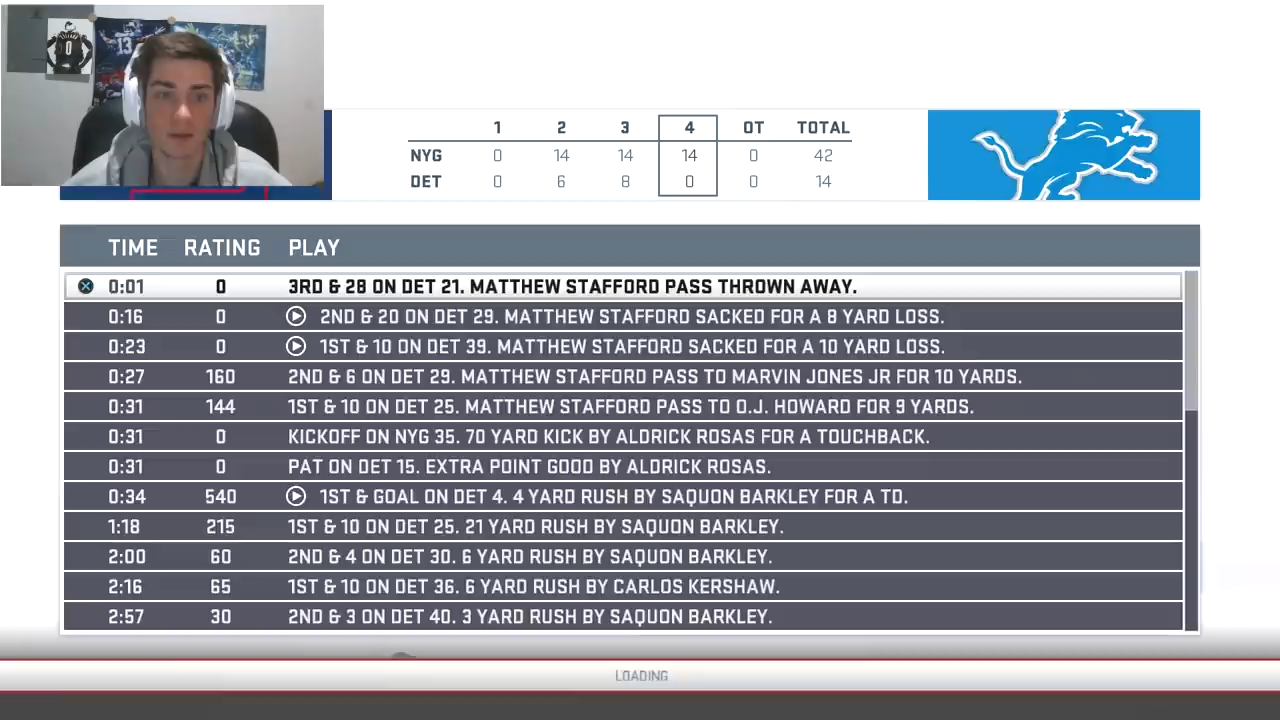 13
0
1 2 3 4 OT TOTAL
NYG 0 14 14 14 0 42
DET 0 6 8 0 0 14
TIME RATING PLAY
0:01 0 3RD & 28 ON DET 21. MATTHEW STAFFORD PASS THROWN AWAY.
0:16 0 2ND & 20 ON DET 29. MATTHEW STAFFORD SACKED FOR A 8 YARD LOSS.
0:23 0 1ST & 10 ON DET 39. MATTHEW STAFFORD SACKED FOR A 10 YARD LOSS.
0:27 160 2ND & 6 ON DET 29. MATTHEW STAFFORD PASS TO MARVIN JONES JR FOR 10 YARDS.
0:31 144 1ST & 10 ON DET 25. MATTHEW STAFFORD PASS TO O.J. HOWARD FOR 9 YARDS.
0:31 0 KICKOFF ON NYG 35. 70 YARD KICK BY ALDRICK ROSAS FOR A TOUCHBACK.
0:31 0 PAT ON DET 15. EXTRA POINT GOOD BY ALDRICK ROSAS.
0:34 540 1ST & GOAL ON DET 4. 4 YARD RUSH BY SAQUON BARKLEY FOR A TD.
1:18 215 1ST & 10 ON DET 25. 21 YARD RUSH BY SAQUON BARKLEY.
2:00 60 2ND & 4 ON DET 30. 6 YARD RUSH BY SAQUON BARKLEY.
2:16 65 1ST & 10 ON DET 36. 6 YARD RUSH BY CARLOS KERSHAW.
2:57 30 2ND & 3 ON DET 40. 3 YARD RUSH BY SAQUON BARKLEY.
LOADING